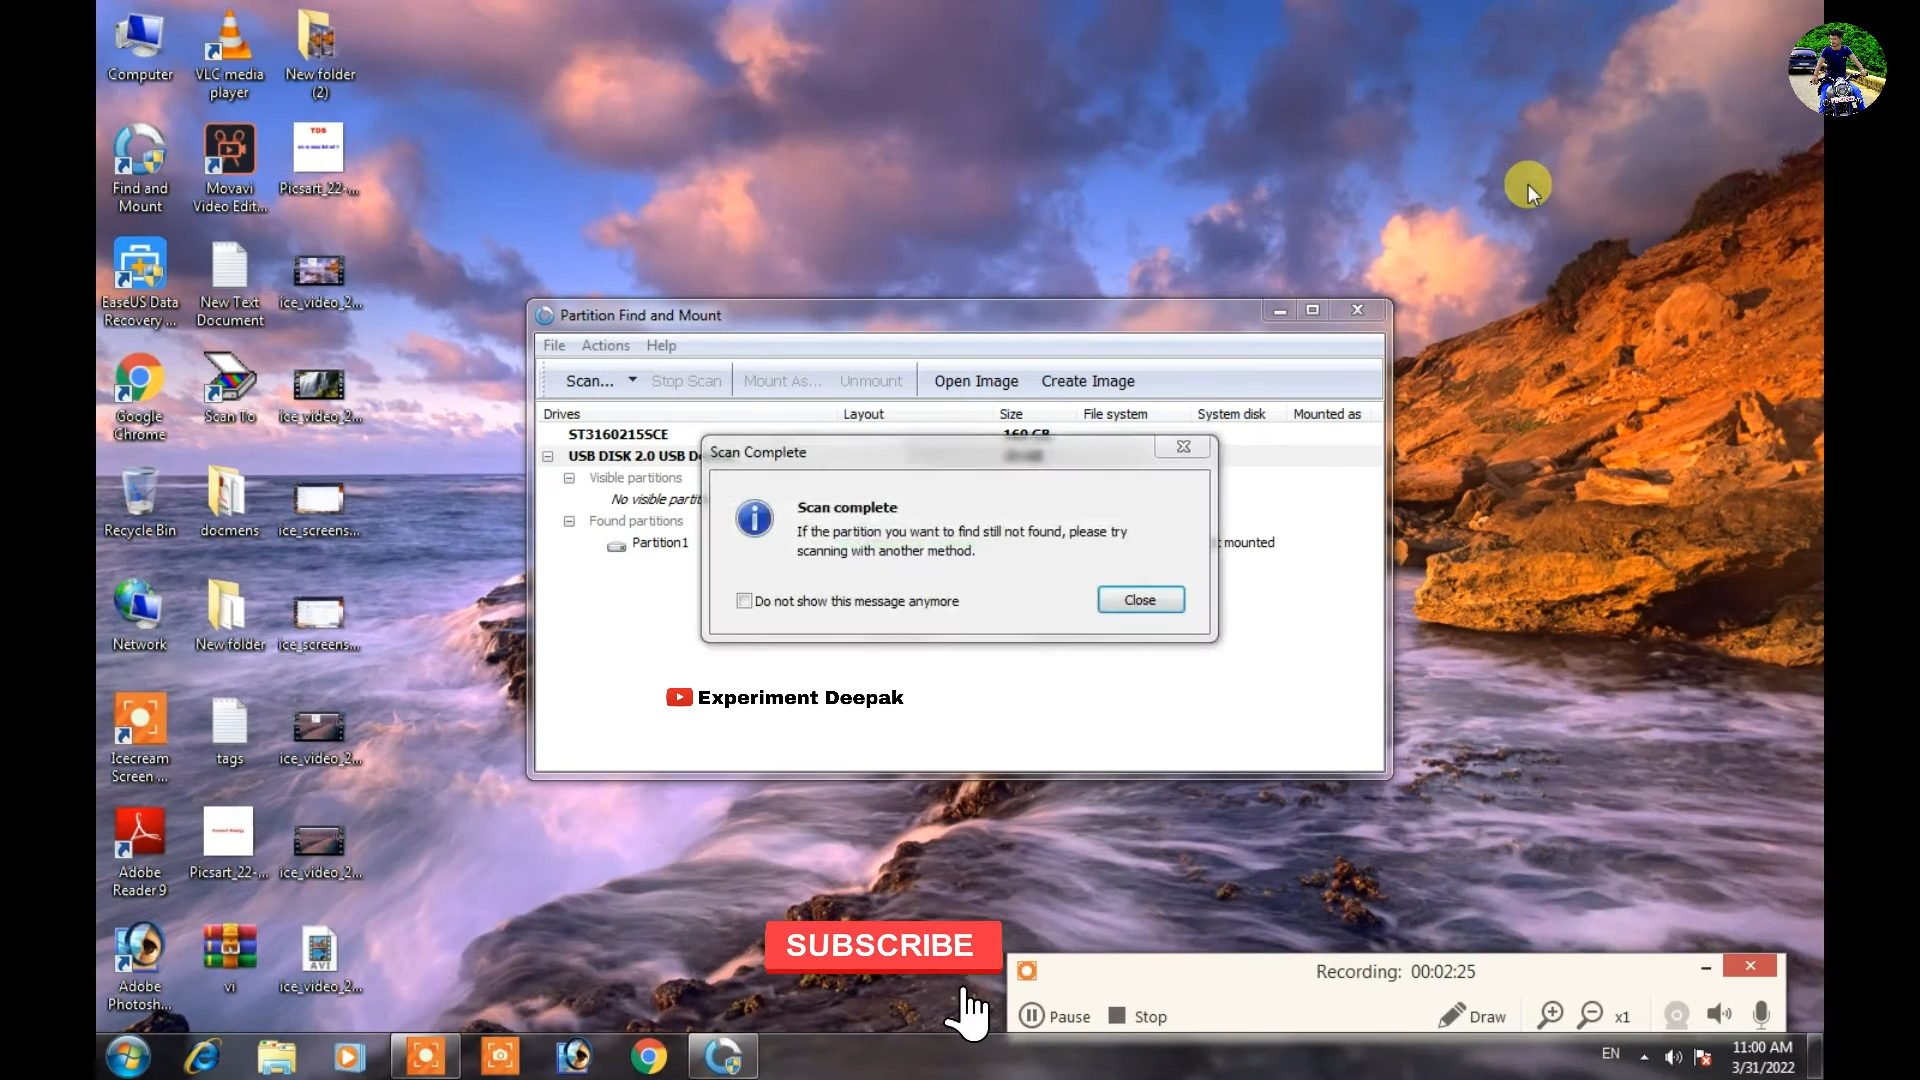 Computer
VLC media
player
New folder
(2)
Find and
Mount
Movavi
Video Edit...
TDS
Picsart_22-...
EaseUS Data
Recovery ...
New Text
Document
ice_video_2...
Google
Chrome
Scan To
ice_video_2...
Recycle Bin
docmens
ice_screens...
Network
New folder
ice_screens...
Icecream
Screen ...
tags
ice_video_2...
Adobe
Reader 9
Picsart_22-...
ice_video_2...
Adobe
Photosh...
vi
AVI
ice_video_2...
Partition Find and Mount
File Actions Help
Scan... Stop Scan Mount As... Unmount Open Image Create Image
Drives Layout Size File system System disk Mounted as
ST3160215SCE 160 GB
USB DISK 2.0 USB
Visible partitions
No visible
Found partitions
Partition1 mounted
Scan Complete
Scan complete
If the partition you want to find still not found, please try
scanning with another method.
Do not show this message anymore
Close
Experiment Deepak
SUBSCRIBE
Recording: 00:02:25
Pause Stop Draw x1
EN
11:00 AM
3/31/2022